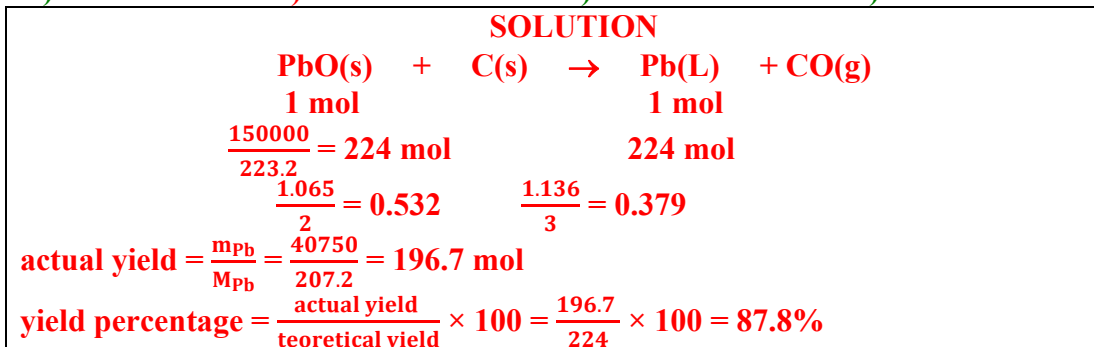 SOLUTION
PbO(s) + C(s) → Pb(L) + CO(g)
1 mol 1 mol
150000/223.2 = 224 mol 224 mol
1.065/2 = 0.532 1.136/3 = 0.379
actual yield = mPb/MPb = 40750/207.2 = 196.7 mol
yield percentage = actual yield/teoretical yield × 100 = 196.7/224 × 100 = 87.8%